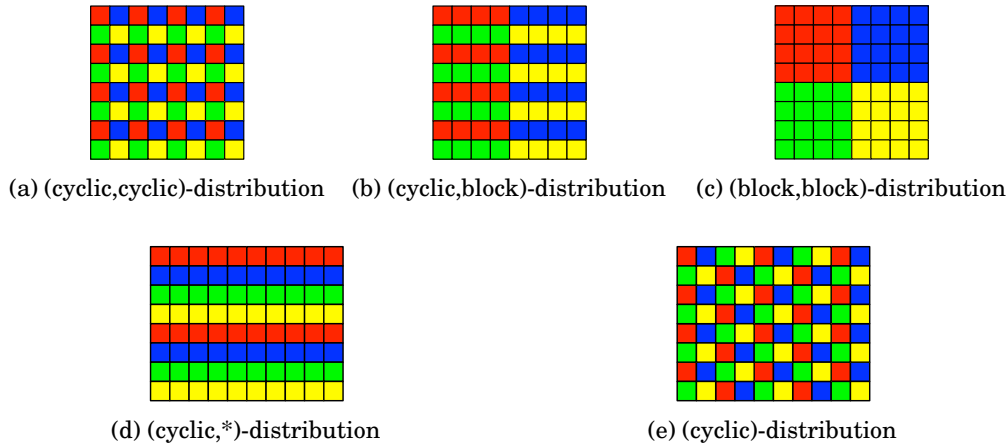 (a) (cyclic,cyclic)-distribution
(b) (cyclic,block)-distribution
(c) (block,block)-distribution
(d) (cyclic,*)-distribution
(e) (cyclic)-distribution